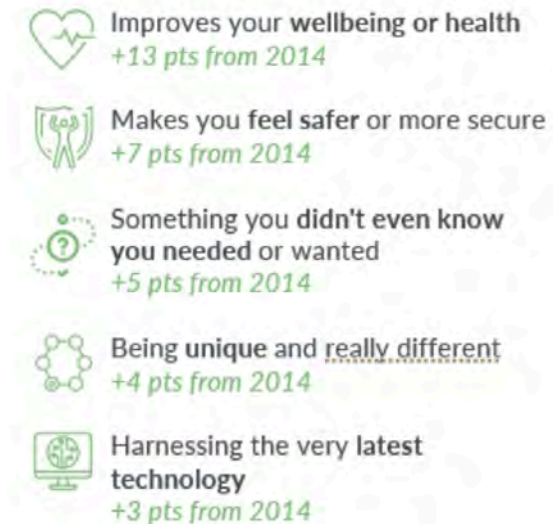 Improves your wellbeing or health
+13 pts from 2014
Makes you feel safer or more secure
+7 pts from 2014
Something you didn't even know
you needed or wanted
+5 pts from 2014
Being unique and really different
+4 pts from 2014
Harnessing the very latest
technology
+3 pts from 2014